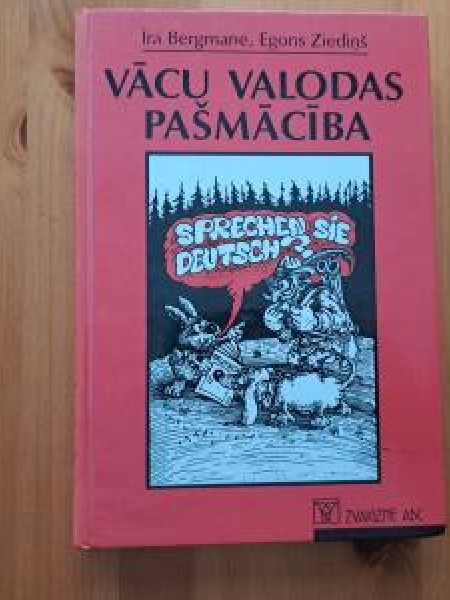 Ira Bergmane, Egons Ziediņš
VĀCU VALODAS
PAŠMĀCĪBA
SPRECHEN SIE
DEUTSCH?
ZVAIGZNE ABC